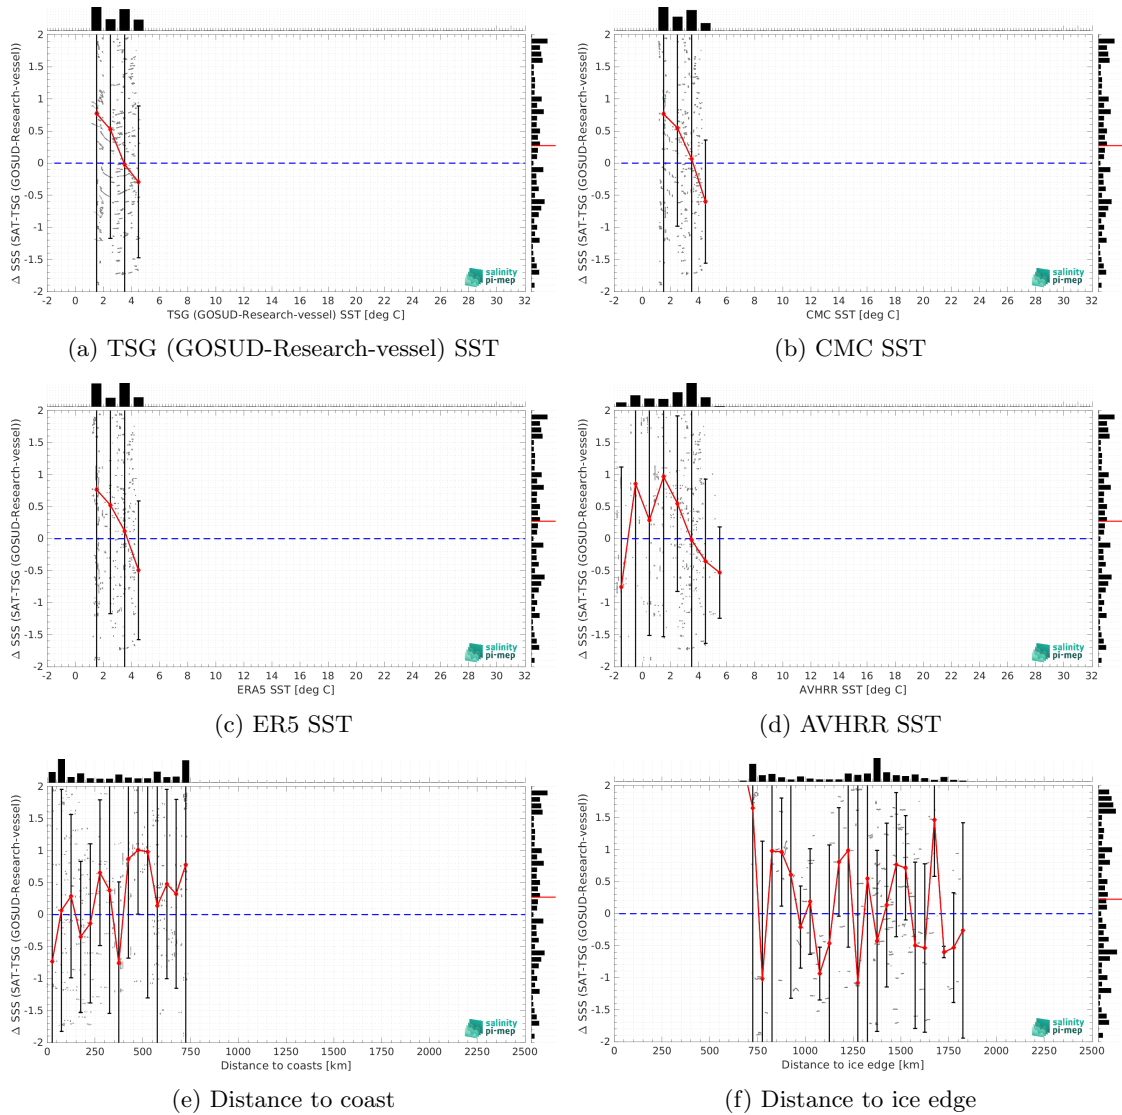 Δ SSS (SAT-TSG (GOSUD-Research-vessel))
2
1.5
1
0.5
0
-0.5
-1
-1.5
-2
-2 0 2 4 6 8 10 12 14 16 18 20 22 24 26 28 30 32
TSG (GOSUD-Research-vessel) SST [deg C]
salinity
pi-mep
(a) TSG (GOSUD-Research-vessel) SST
Δ SSS (SAT-TSG (GOSUD-Research-vessel))
2
1.5
1
0.5
0
-0.5
-1
-1.5
-2
-2 0 2 4 6 8 10 12 14 16 18 20 22 24 26 28 30 32
CMC SST [deg C]
salinity
pi-mep
(b) CMC SST
Δ SSS (SAT-TSG (GOSUD-Research-vessel))
2
1.5
1
0.5
0
-0.5
-1
-1.5
-2
-2 0 2 4 6 8 10 12 14 16 18 20 22 24 26 28 30 32
ERA5 SST [deg C]
salinity
pi-mep
(c) ER5 SST
Δ SSS (SAT-TSG (GOSUD-Research-vessel))
2
1.5
1
0.5
0
-0.5
-1
-1.5
-2
-2 0 2 4 6 8 10 12 14 16 18 20 22 24 26 28 30 32
AVHRR SST [deg C]
salinity
pi-mep
(d) AVHRR SST
Δ SSS (SAT-TSG (GOSUD-Research-vessel))
2
1.5
1
0.5
0
-0.5
-1
-1.5
-2
0 250 500 750 1000 1250 1500 1750 2000 2250 2500
Distance to coasts [km]
salinity
pi-mep
(e) Distance to coast
Δ SSS (SAT-TSG (GOSUD-Research-vessel))
2
1.5
1
0.5
0
-0.5
-1
-1.5
-2
0 250 500 750 1000 1250 1500 1750 2000 2250 2500
Distance to ice edge [km]
salinity
pi-mep
(f) Distance to ice edge